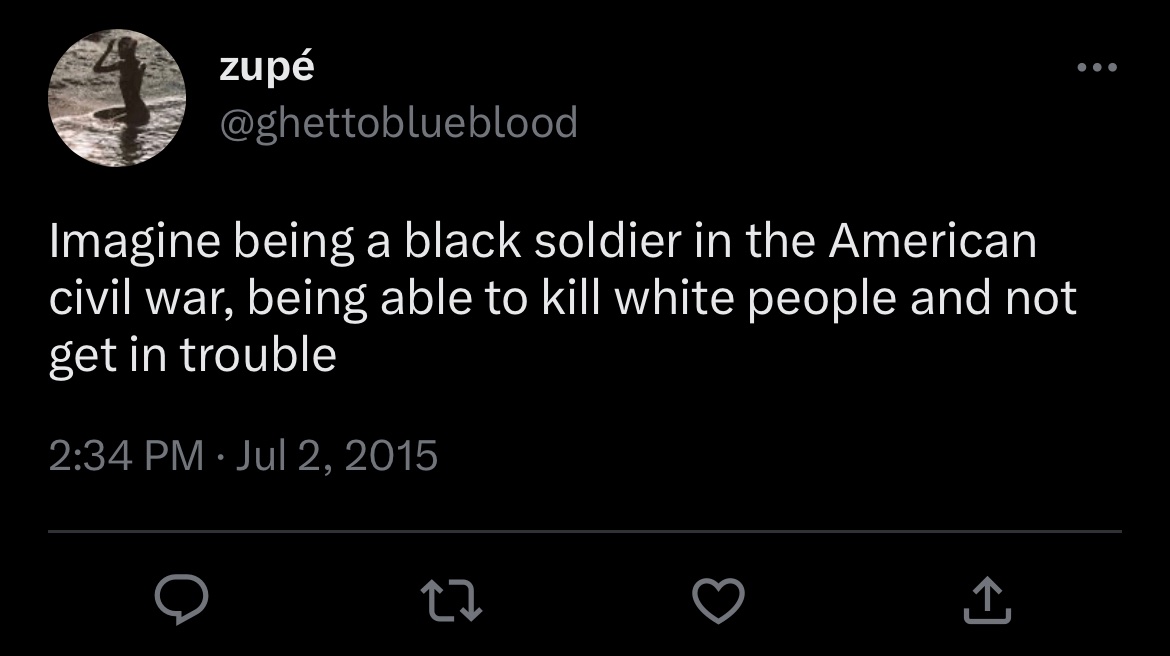 zupé
@ghettoblueblood
Imagine being a black soldier in the American
civil war, being able to kill white people and not
get in trouble
2:34 PM · Jul 2, 2015